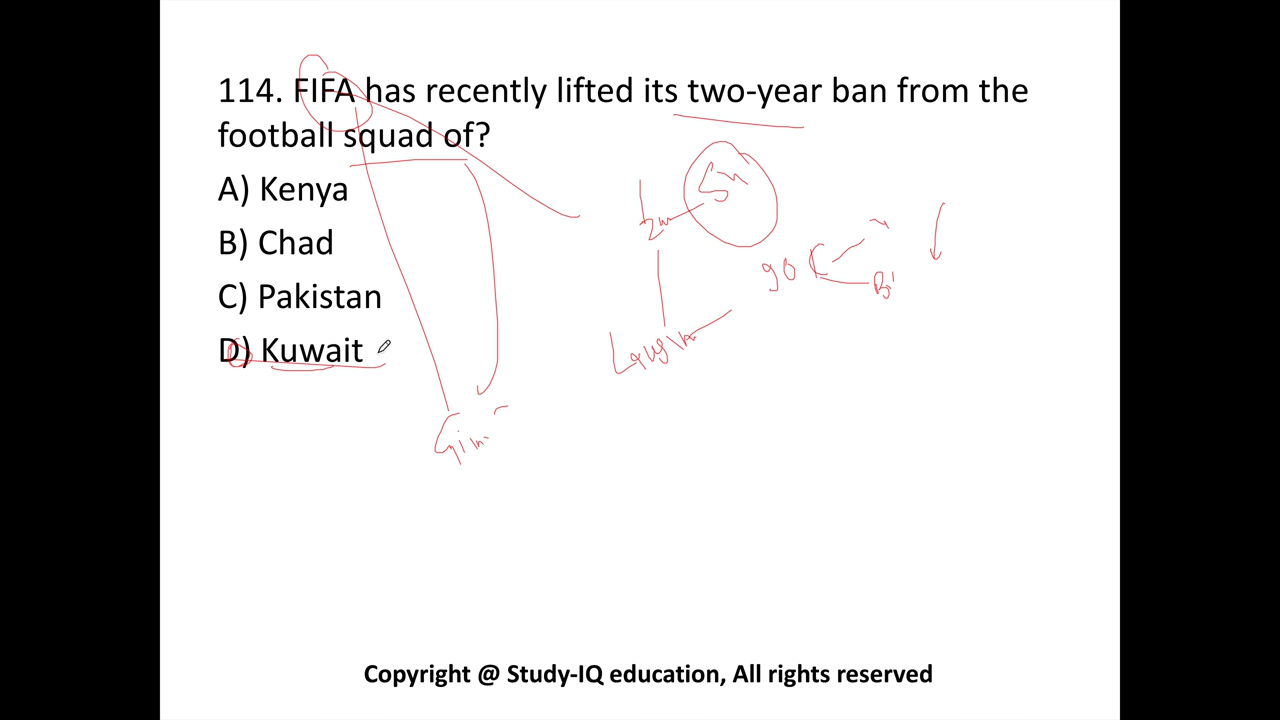 114. FIFA has recently lifted its two-year ban from the
football squad of?
A) Kenya
B) Chad
C) Pakistan
D) Kuwait
90
Copyright @ Study-IQ education, All rights reserved